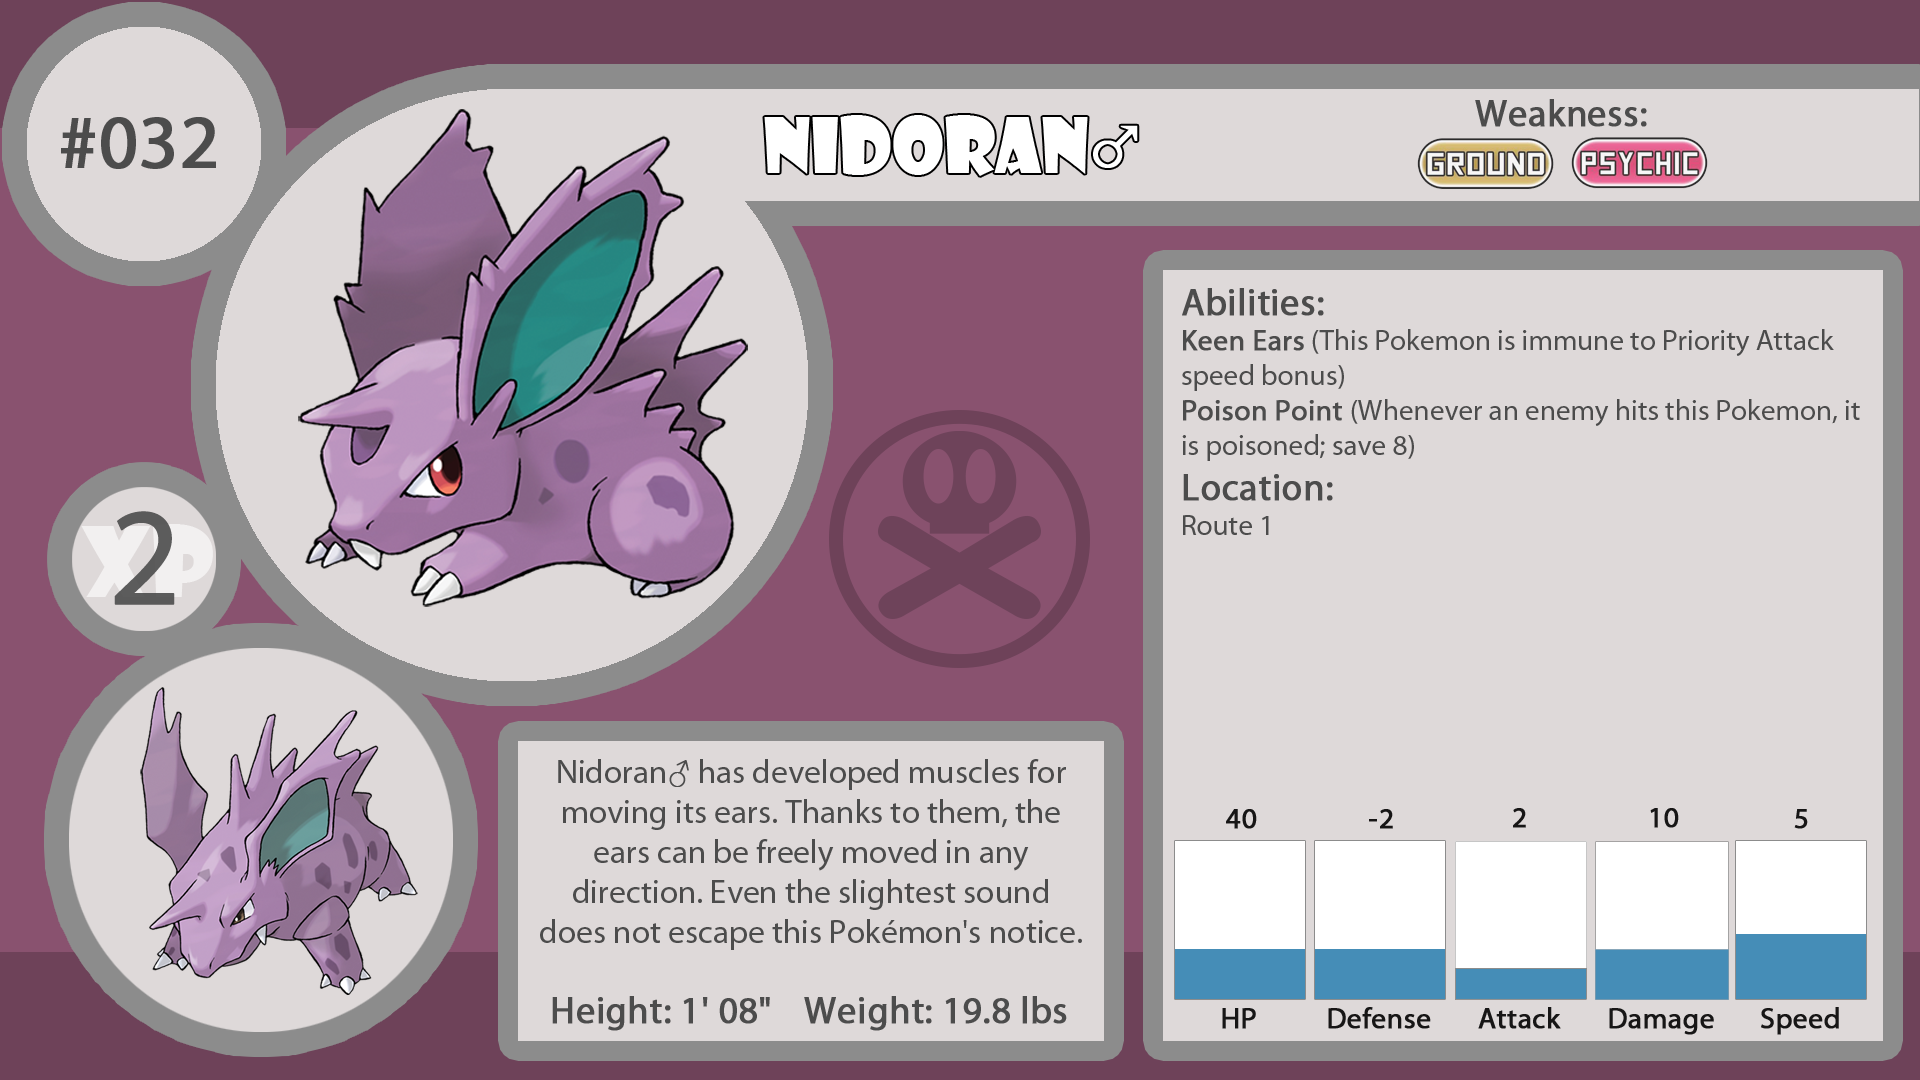 #032
NIDORAN♂
Weakness:
GROUND PSYCHIC
XP
2
Abilities:
Keen Ears (This Pokemon is immune to Priority Attack
speed bonus)
Poison Point (Whenever an enemy hits this Pokemon, it
is poisoned; save 8)
Location:
Route 1
Nidoran♂ has developed muscles for
moving its ears. Thanks to them, the
ears can be freely moved in any
direction. Even the slightest sound
does not escape this Pokémon's notice.
Height: 1' 08" Weight: 19.8 lbs
40 -2 2 10 5
HP Defense Attack Damage Speed